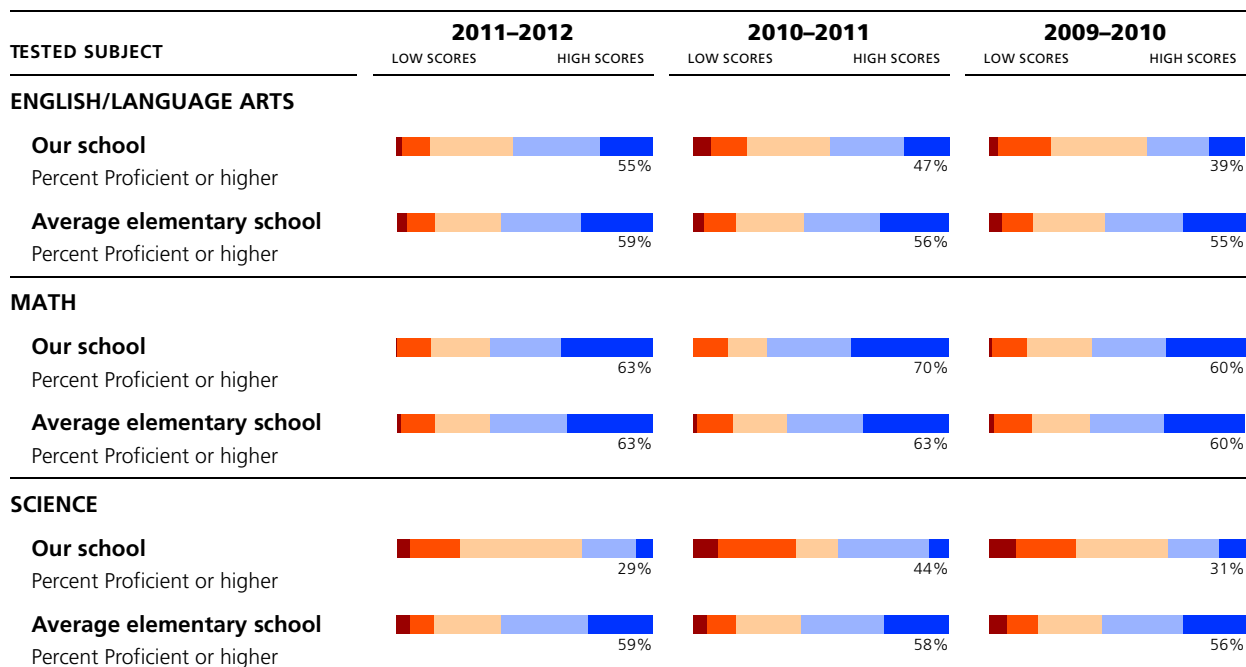 2011–2012 2010–2011 2009–2010
TESTED SUBJECT LOW SCORES HIGH SCORES LOW SCORES HIGH SCORES LOW SCORES HIGH SCORES
ENGLISH/LANGUAGE ARTS
Our school
Percent Proficient or higher 55% 47% 39%
Average elementary school
Percent Proficient or higher 59% 56% 55%
MATH
Our school
Percent Proficient or higher 63% 70% 60%
Average elementary school
Percent Proficient or higher 63% 63% 60%
SCIENCE
Our school
Percent Proficient or higher 29% 44% 31%
Average elementary school
Percent Proficient or higher 59% 58% 56%